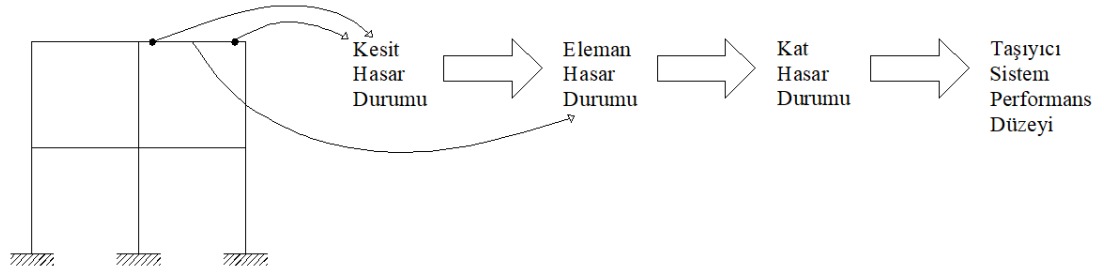 Kesit
Hasar
Durumu
Eleman
Hasar
Durumu
Kat
Hasar
Durumu
Taşıyıcı
Sistem
Performans
Düzeyi